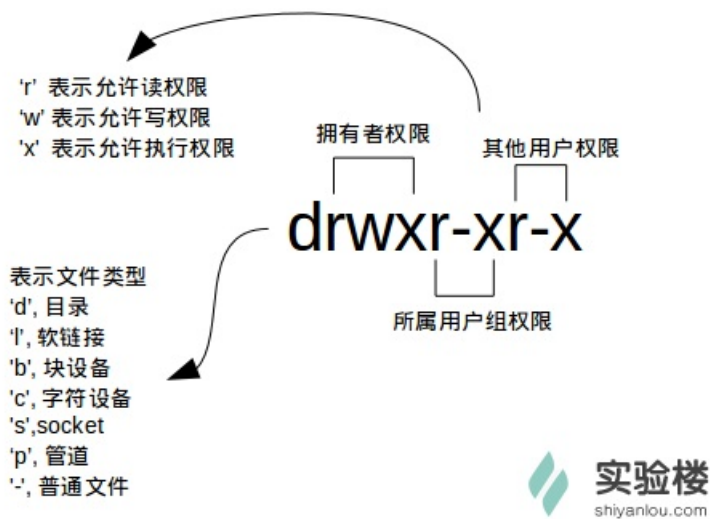 ‘r’ 表示允许读权限
‘w’ 表示允许写权限
'x' 表示允许执行权限
拥有者权限
其他用户权限
drwxr-xr-x
所属用户组权限
表示文件类型
‘d’, 目录
‘l’, 软链接
'b', 块设备
'c', 字符设备
's',socket
‘p’, 管道
'-', 普通文件
实验楼
shiyanlou.com